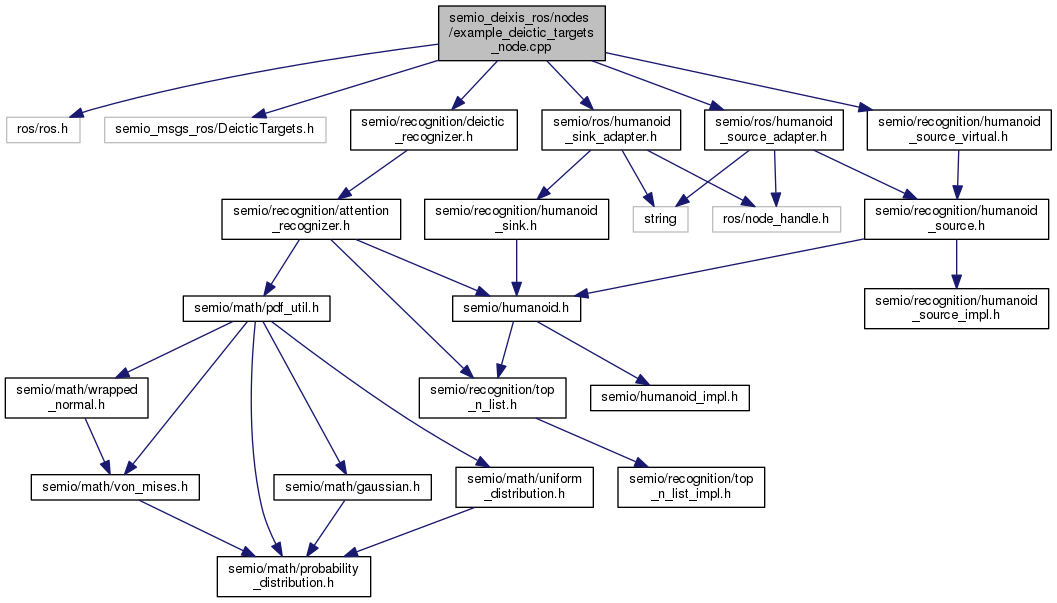 semio_deixis_ros/nodes
/example_deictic_targets
_node.cpp
ros/ros.h
semio_msgs_ros/DeicticTargets.h
semio/recognition/deictic
_recognizer.h
semio/ros/humanoid
_sink_adapter.h
semio/ros/humanoid
_source_adapter.h
semio/recognition/humanoid
_source_virtual.h
semio/recognition/attention
_recognizer.h
semio/recognition/humanoid
_sink.h
string
ros/node_handle.h
semio/recognition/humanoid
_source.h
semio/math/pdf_util.h
semio/humanoid.h
semio/recognition/humanoid
_source_impl.h
semio/math/wrapped
_normal.h
semio/recognition/top
_n_list.h
semio/humanoid_impl.h
semio/math/von_mises.h
semio/math/gaussian.h
semio/math/uniform
_distribution.h
semio/recognition/top
_n_list_impl.h
semio/math/probability
_distribution.h